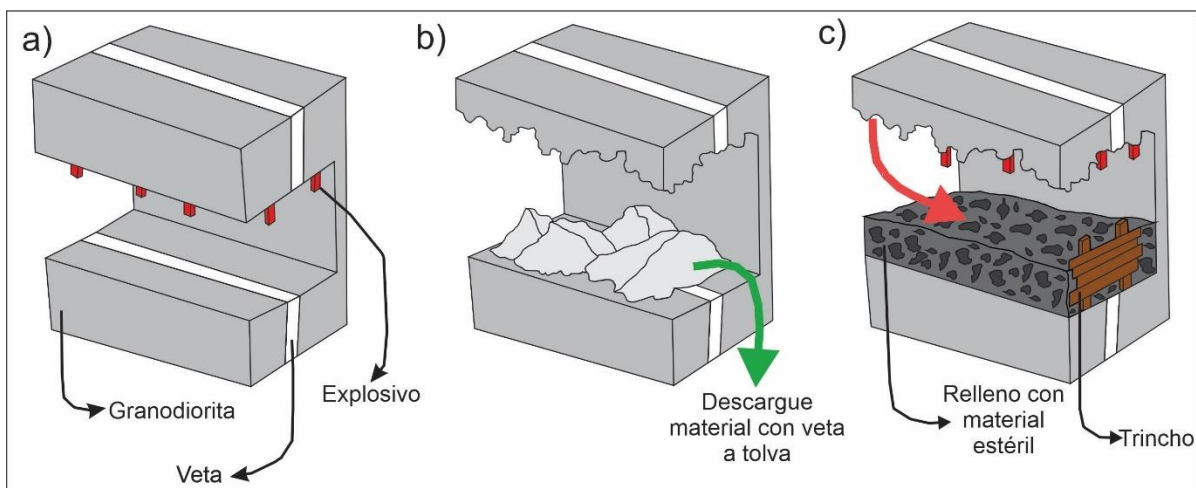 a)
b)
c)
Granodiorita
Explosivo
Veta
Descargue
material con veta
a tolva
Relleno con
material
estéril
Trincho